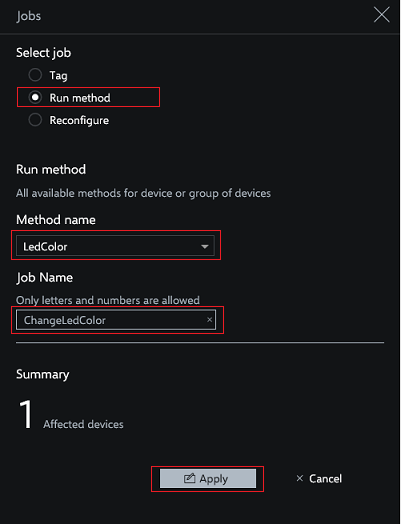 Jobs
Select job
Tag
Run method
Reconfigure
Run method
All available methods for device or group of devices
Method name
LedColor
Job Name
Only letters and numbers are allowed
ChangeLedColor ×
Summary
1 Affected devices
Apply × Cancel